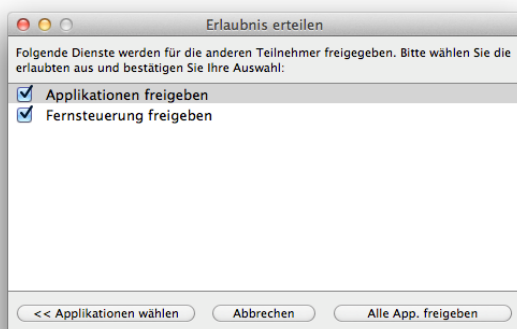 Erlaubnis erteilen
Folgende Dienste werden für die anderen Teilnehmer freigegeben. Bitte wählen Sie die
erlaubten aus und bestätigen Sie Ihre Auswahl:
Applikationen freigeben
Fernsteuerung freigeben
<< Applikationen wählen Abbrechen Alle App. freigeben